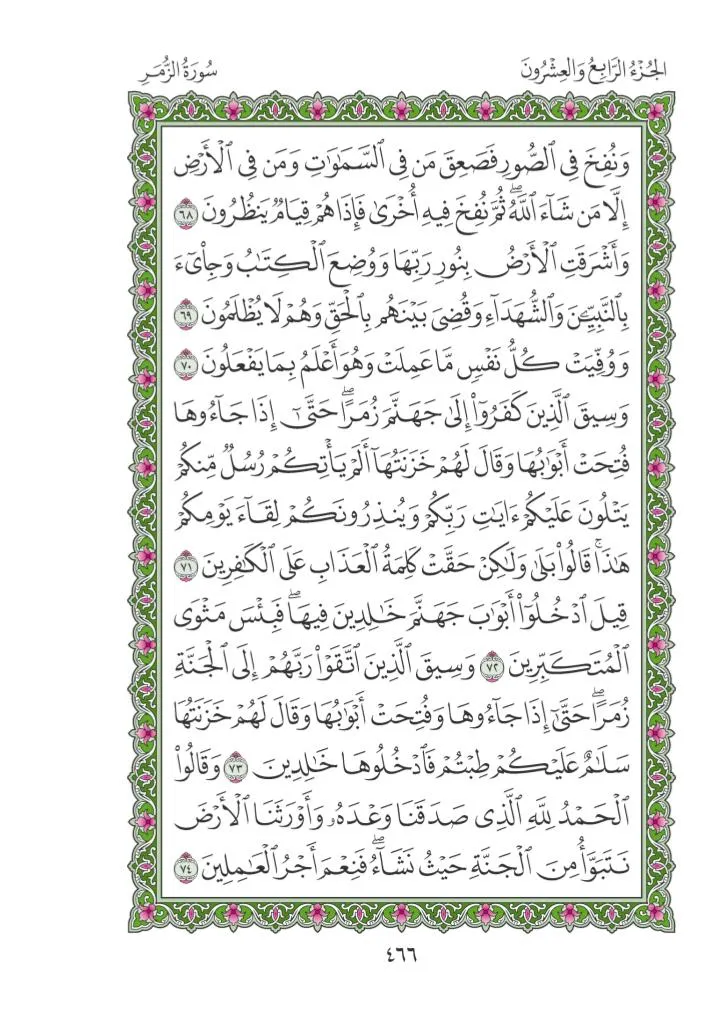 الجُزْءُ الرَّابِعُ وَالعِشْرُونَ
سُورَةُ الزُّمَرِ
وَنُفِخَ فِي ٱلصُّورِ فَصَعِقَ مَن فِي ٱلسَّمَٰوَٰتِ وَمَن فِي ٱلْأَرْضِ
إِلَّا مَن شَآءَ ٱللَّهُۖ ثُمَّ نُفِخَ فِيهِ أُخْرَىٰ فَإِذَا هُمْ قِيَامٌ يَنظُرُونَ ٦٨
وَأَشْرَقَتِ ٱلْأَرْضُ بِنُورِ رَبِّهَا وَوُضِعَ ٱلْكِتَٰبُ وَجِاْيٓءَ
بِٱلنَّبِيِّـۧنَ وَٱلشُّهَدَآءِ وَقُضِيَ بَيْنَهُم بِٱلْحَقِّ وَهُمْ لَا يُظْلَمُونَ ٦٩
وَوُفِّيَتْ كُلُّ نَفْسٍ مَّا عَمِلَتْ وَهُوَ أَعْلَمُ بِمَا يَفْعَلُونَ ٧٠
وَسِيقَ ٱلَّذِينَ كَفَرُوٓاْ إِلَىٰ جَهَنَّمَ زُمَرًاۖ حَتَّىٰٓ إِذَا جَآءُوهَا
فُتِحَتْ أَبْوَٰبُهَا وَقَالَ لَهُمْ خَزَنَتُهَآ أَلَمْ يَأْتِكُمْ رُسُلٌ مِّنكُمْ
يَتْلُونَ عَلَيْكُمْ ءَايَٰتِ رَبِّكُمْ وَيُنذِرُونَكُمْ لِقَآءَ يَوْمِكُمْ
هَٰذَاۚ قَالُواْ بَلَىٰ وَلَٰكِنْ حَقَّتْ كَلِمَةُ ٱلْعَذَابِ عَلَى ٱلْكَٰفِرِينَ ٧١
قِيلَ ٱدْخُلُوٓاْ أَبْوَٰبَ جَهَنَّمَ خَٰلِدِينَ فِيهَاۖ فَبِئْسَ مَثْوَى
ٱلْمُتَكَبِّرِينَ ٧٢ وَسِيقَ ٱلَّذِينَ ٱتَّقَوْاْ رَبَّهُمْ إِلَى ٱلْجَنَّةِ
زُمَرًاۖ حَتَّىٰٓ إِذَا جَآءُوهَا وَفُتِحَتْ أَبْوَٰبُهَا وَقَالَ لَهُمْ خَزَنَتُهَا
سَلَٰمٌ عَلَيْكُمْ طِبْتُمْ فَٱدْخُلُوهَا خَٰلِدِينَ ٧٣ وَقَالُواْ
ٱلْحَمْدُ لِلَّهِ ٱلَّذِي صَدَقَنَا وَعْدَهُۥ وَأَوْرَثَنَا ٱلْأَرْضَ
نَتَبَوَّأُ مِنَ ٱلْجَنَّةِ حَيْثُ نَشَآءُۖ فَنِعْمَ أَجْرُ ٱلْعَٰمِلِينَ ٧٤
٤٦٦